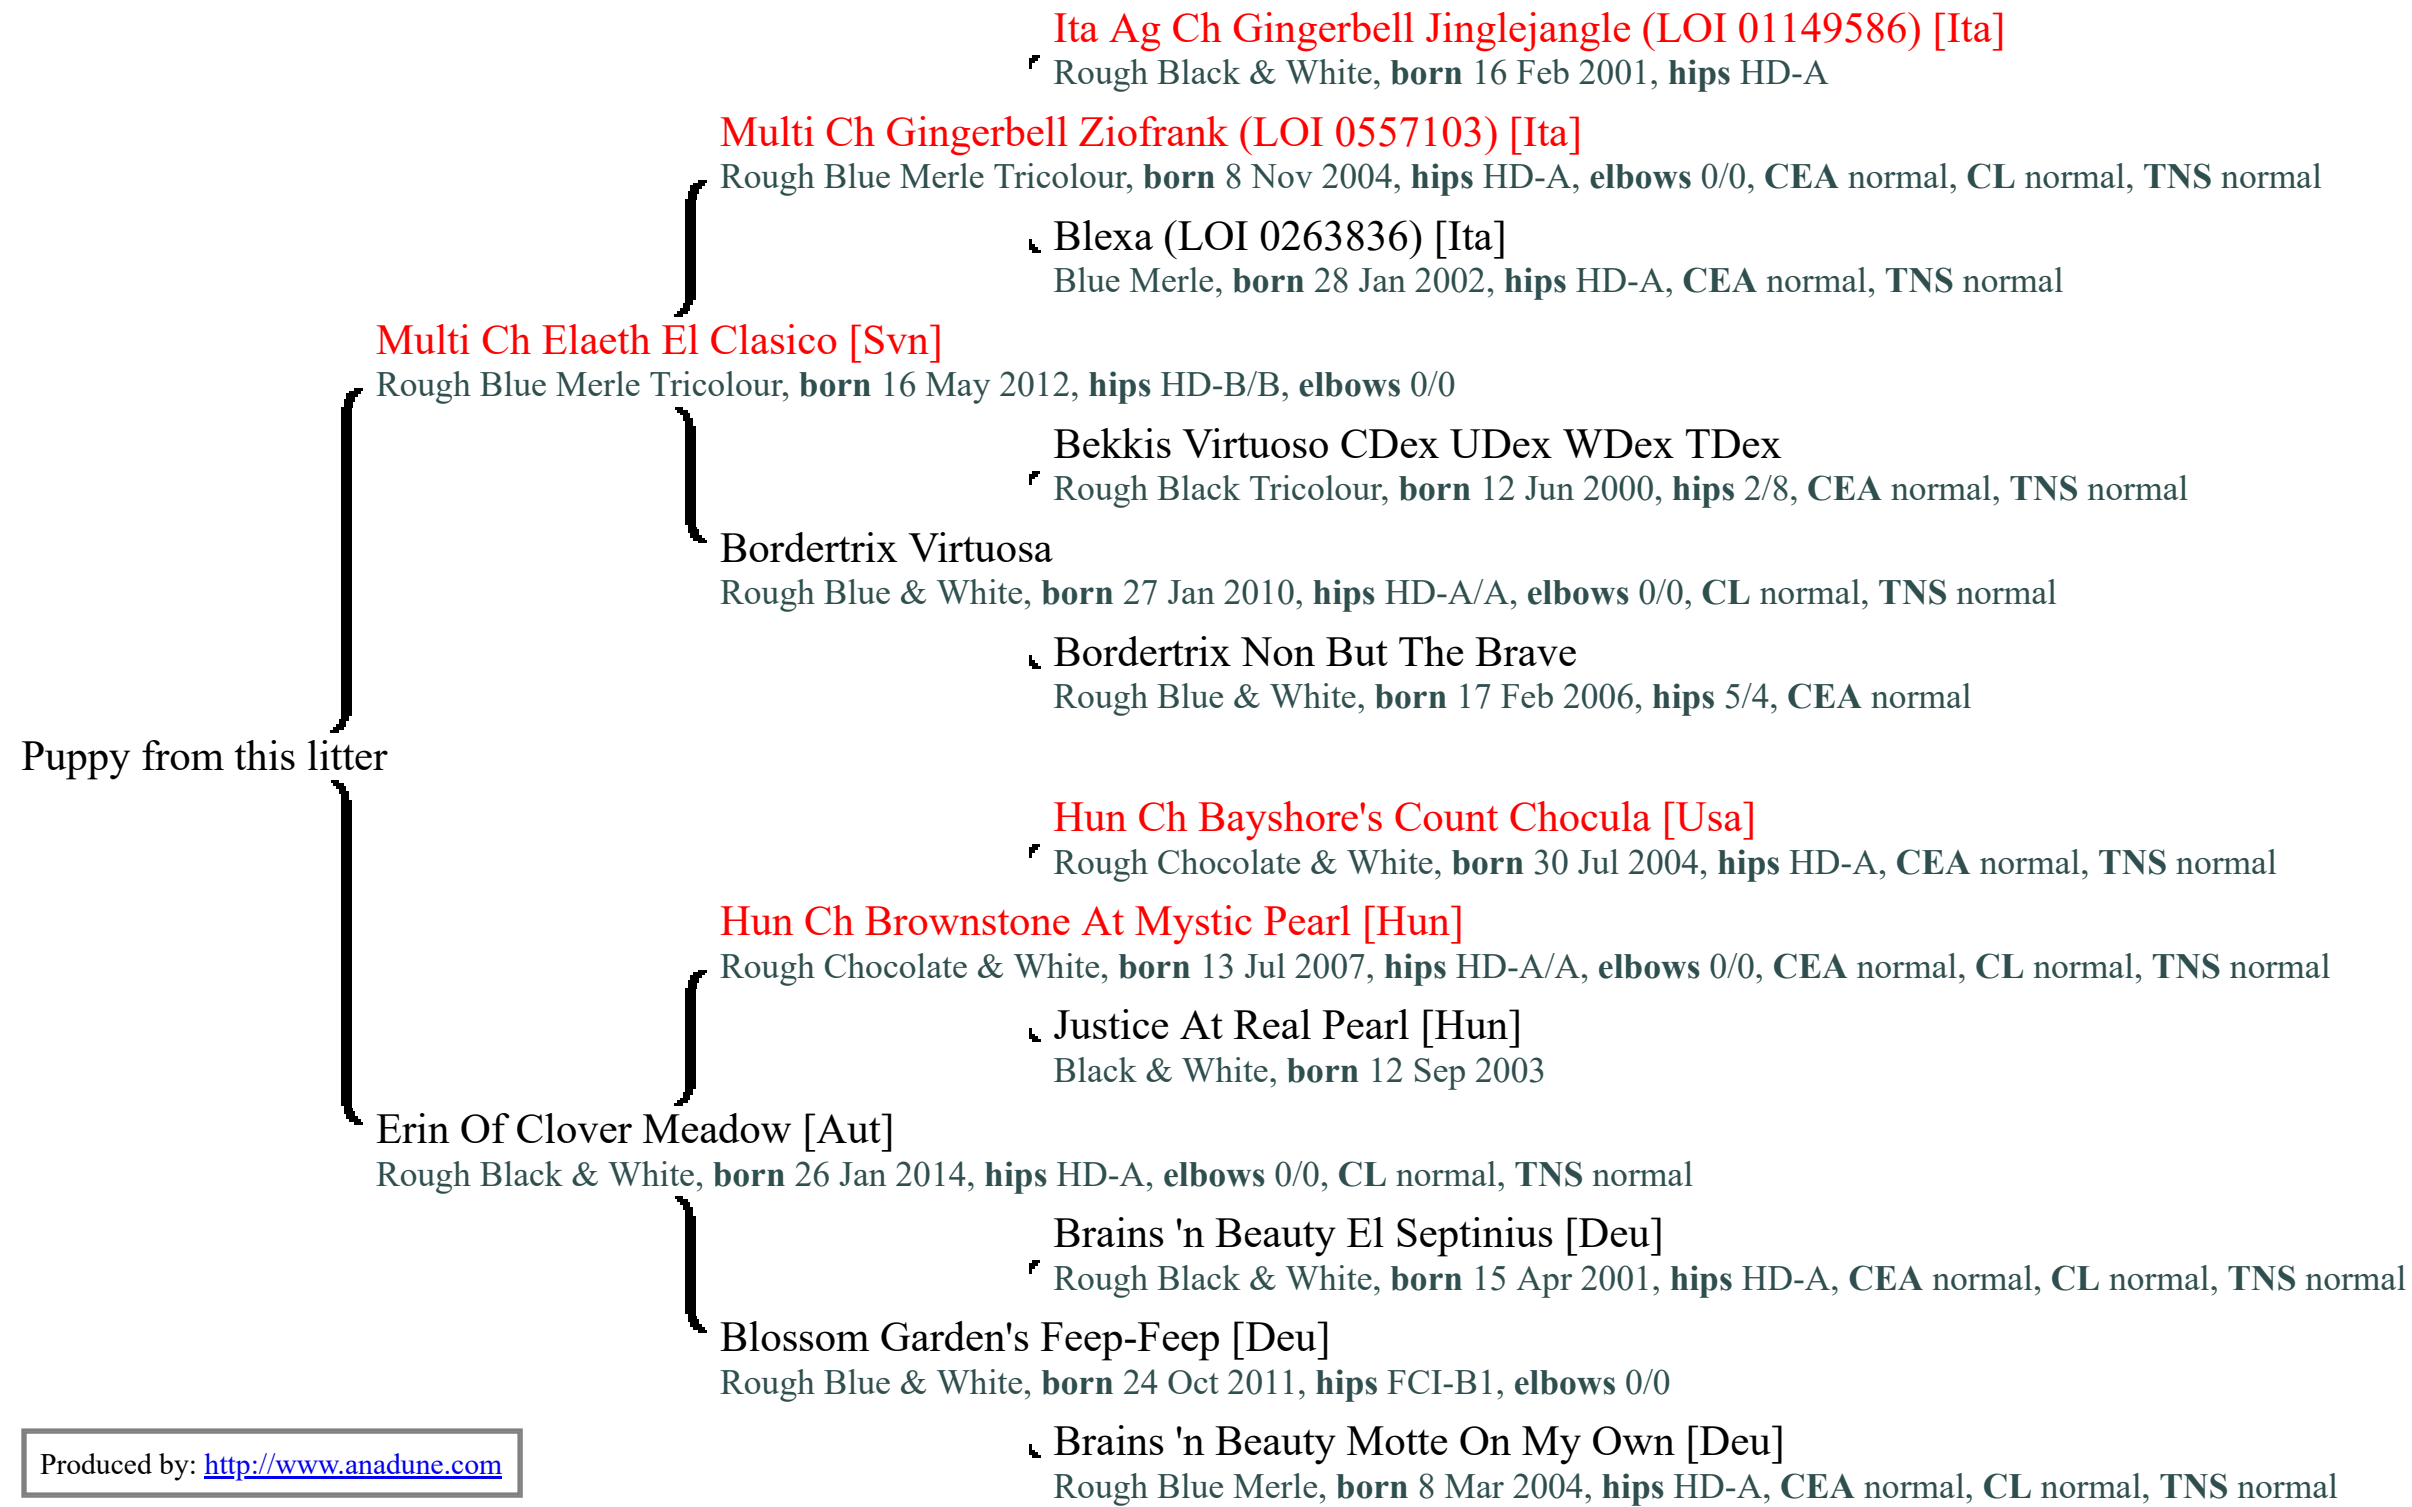 Ita Ag Ch Gingerbell Jinglejangle (LOI 01149586) [Ita]
Rough Black & White, born 16 Feb 2001, hips HD-A
Multi Ch Gingerbell Ziofrank (LOI 0557103) [Ita]
Rough Blue Merle Tricolour, born 8 Nov 2004, hips HD-A, elbows 0/0, CEA normal, CL normal, TNS normal
Blexa (LOI 0263836) [Ita]
Blue Merle, born 28 Jan 2002, hips HD-A, CEA normal, TNS normal
Multi Ch Elaeth El Clasico [Svn]
Rough Blue Merle Tricolour, born 16 May 2012, hips HD-B/B, elbows 0/0
Bekkis Virtuoso CDex UDex WDex TDex
Rough Black Tricolour, born 12 Jun 2000, hips 2/8, CEA normal, TNS normal
Bordertrix Virtuosa
Rough Blue & White, born 27 Jan 2010, hips HD-A/A, elbows 0/0, CL normal, TNS normal
Bordertrix Non But The Brave
Rough Blue & White, born 17 Feb 2006, hips 5/4, CEA normal
Puppy from this litter
Hun Ch Bayshore's Count Chocula [Usa]
Rough Chocolate & White, born 30 Jul 2004, hips HD-A, CEA normal, TNS normal
Hun Ch Brownstone At Mystic Pearl [Hun]
Rough Chocolate & White, born 13 Jul 2007, hips HD-A/A, elbows 0/0, CEA normal, CL normal, TNS normal
Justice At Real Pearl [Hun]
Black & White, born 12 Sep 2003
Erin Of Clover Meadow [Aut]
Rough Black & White, born 26 Jan 2014, hips HD-A, elbows 0/0, CL normal, TNS normal
Brains 'n Beauty El Septinius [Deu]
Rough Black & White, born 15 Apr 2001, hips HD-A, CEA normal, CL normal, TNS normal
Blossom Garden's Feep-Feep [Deu]
Rough Blue & White, born 24 Oct 2011, hips FCI-B1, elbows 0/0
Brains 'n Beauty Motte On My Own [Deu]
Rough Blue Merle, born 8 Mar 2004, hips HD-A, CEA normal, CL normal, TNS normal
Produced by: http://www.anadune.com